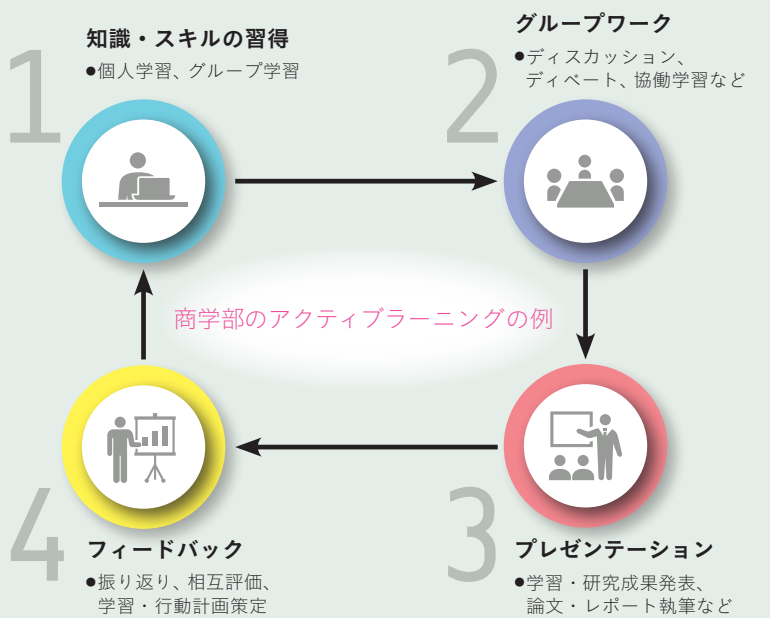 1
知識・スキルの習得
●個人学習、グループ学習
2
グループワーク
●ディスカッション、
ディベート、協働学習など
商学部のアクティブラーニングの例
3
プレゼンテーション
●学習・研究成果発表、
論文・レポート執筆など
4
フィードバック
●振り返り、相互評価、
学習・行動計画策定